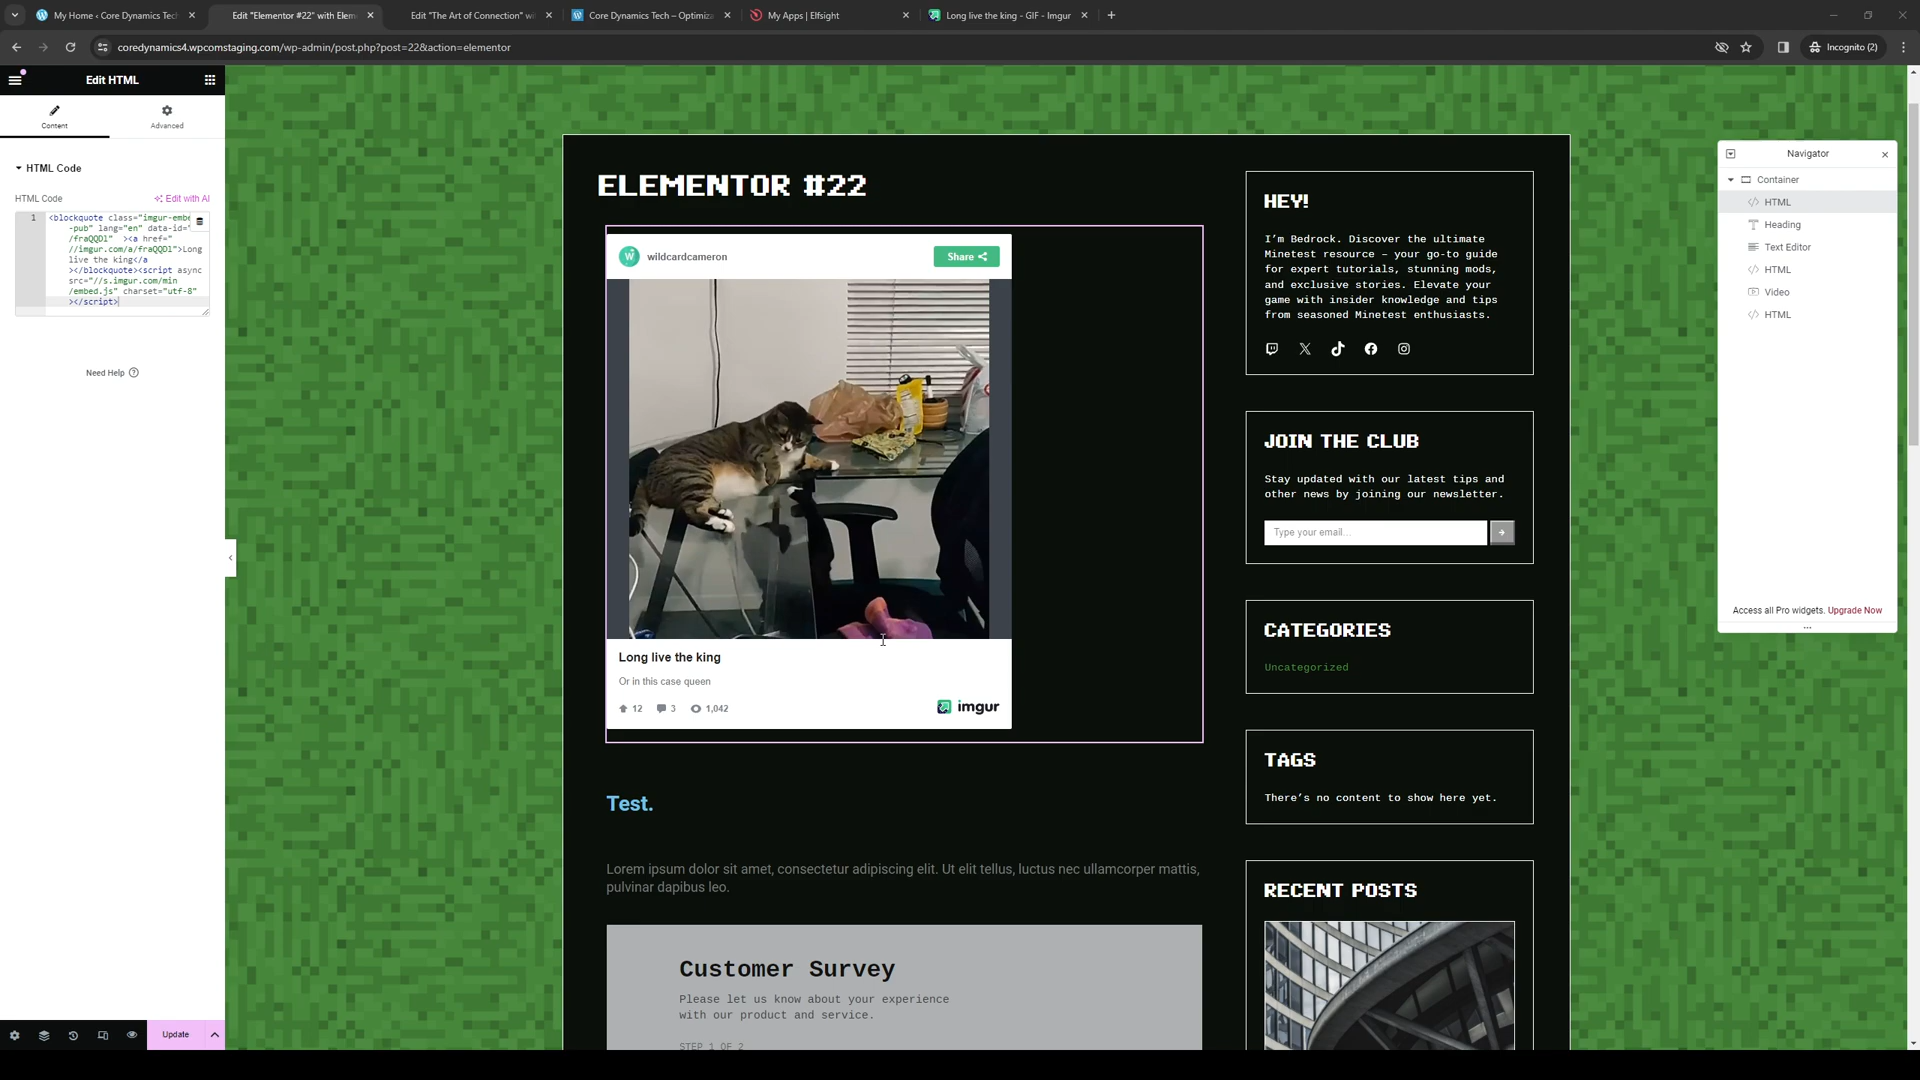 My Home ‹ Core Dynamics Tech
Edit "Elementor #22" with Elem
Edit "The Art of Connection" wi
Core Dynamics Tech – Optimiza
My Apps | Elfsight
Long live the king - GIF - Imgur
coredynamics4.wpcomstaging.com/wp-admin/post.php?post=22&action=elementor
Incognito (2)
Edit HTML
Content
Advanced
HTML Code
HTML Code
Edit with AI
1
<blockquote class="imgur-embe
-pub" lang="en" data-id="
/fraQQDl"  ><a href="
//imgur.com/a/fraQQDl">Long
live the king</a
></blockquote><script async
src="//s.imgur.com/min
/embed.js" charset="utf-8"
></script>
Need Help
Update
ELEMENTOR #22
wildcardcameron
Share
Long live the king
Or in this case queen
12
3
1,042
imgur
Test.
Lorem ipsum dolor sit amet, consectetur adipiscing elit. Ut elit tellus, luctus nec ullamcorper mattis,
pulvinar dapibus leo.
Customer Survey
Please let us know about your experience
with our product and service.
STEP 1 OF 2
HEY!
I'm Bedrock. Discover the ultimate
Minetest resource – your go-to guide
for expert tutorials, stunning mods,
and exclusive stories. Elevate your
game with insider knowledge and tips
from seasoned Minetest enthusiasts.
JOIN THE CLUB
Stay updated with our latest tips and
other news by joining our newsletter.
Type your email…
CATEGORIES
Uncategorized
TAGS
There's no content to show here yet.
RECENT POSTS
Navigator
Container
HTML
Heading
Text Editor
HTML
Video
HTML
Access all Pro widgets. Upgrade Now